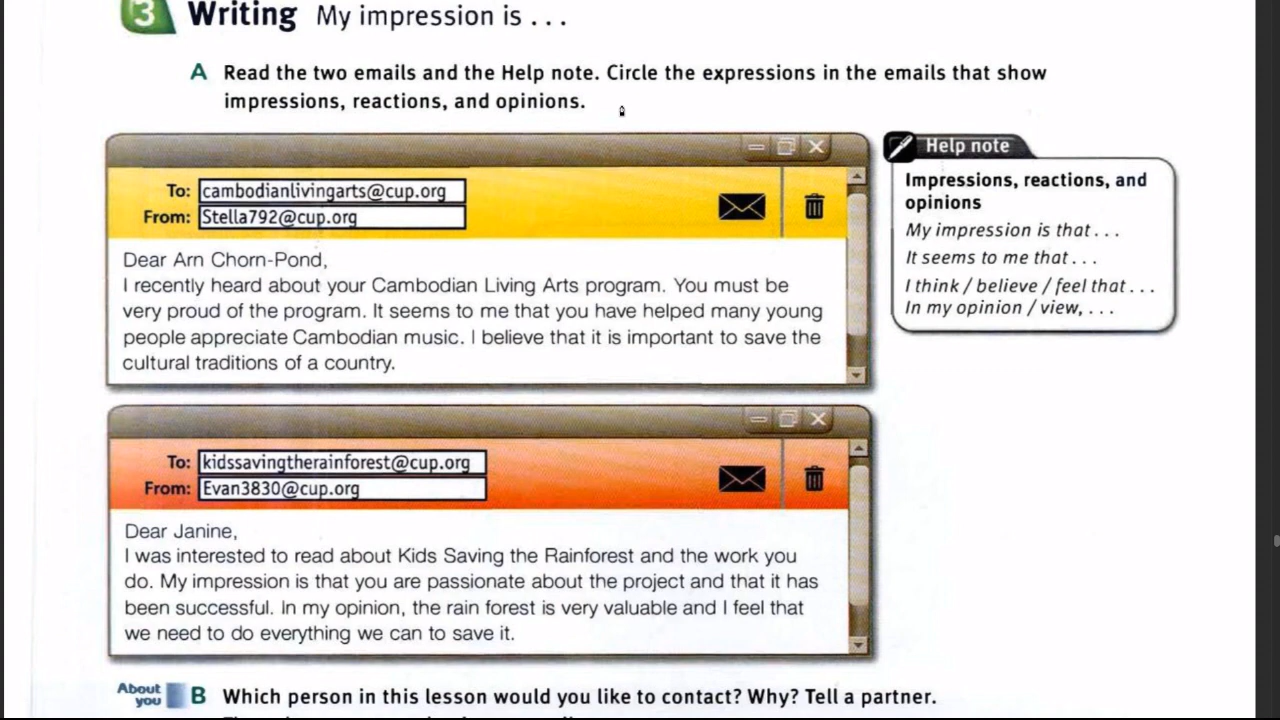 3 Writing My impression is . . .
A Read the two emails and the Help note. Circle the expressions in the emails that show
impressions, reactions, and opinions.
To: cambodianlivingarts@cup.org
From: Stella792@cup.org
Dear Arn Chorn-Pond,
I recently heard about your Cambodian Living Arts program. You must be
very proud of the program. It seems to me that you have helped many young
people appreciate Cambodian music. I believe that it is important to save the
cultural traditions of a country.
Help note
Impressions, reactions, and
opinions
My impression is that . . .
It seems to me that . . .
I think / believe / feel that . . .
In my opinion / view, . . .
To: kidssavingtherainforest@cup.org
From: Evan3830@cup.org
Dear Janine,
I was interested to read about Kids Saving the Rainforest and the work you
do. My impression is that you are passionate about the project and that it has
been successful. In my opinion, the rain forest is very valuable and I feel that
we need to do everything we can to save it.
About
you
B Which person in this lesson would you like to contact? Why? Tell a partner.